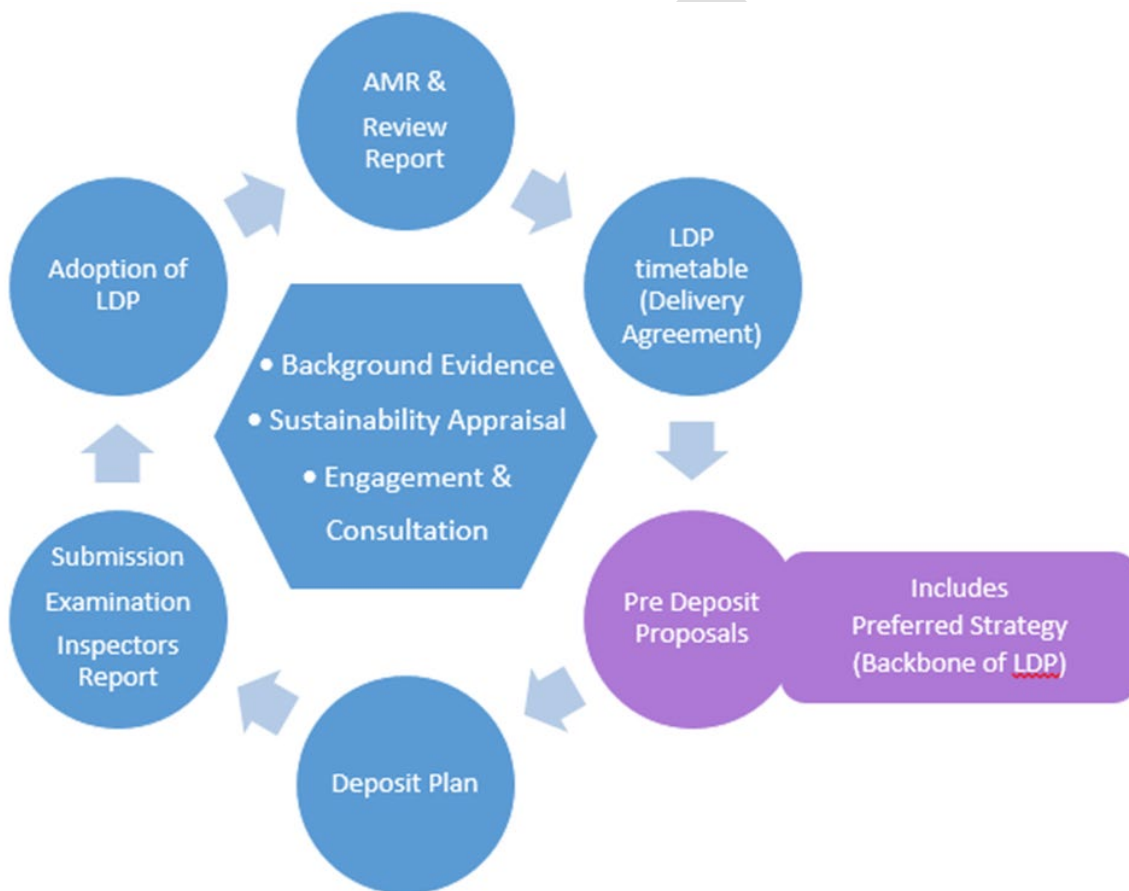 AMR &
Review
Report
LDP
timetable
(Delivery
Agreement)
Pre Deposit
Proposals
Includes
Preferred Strategy
(Backbone of LDP)
Deposit Plan
Submission
Examination
Inspectors
Report
Adoption of
LDP
• Background Evidence
• Sustainability Appraisal
• Engagement &
Consultation